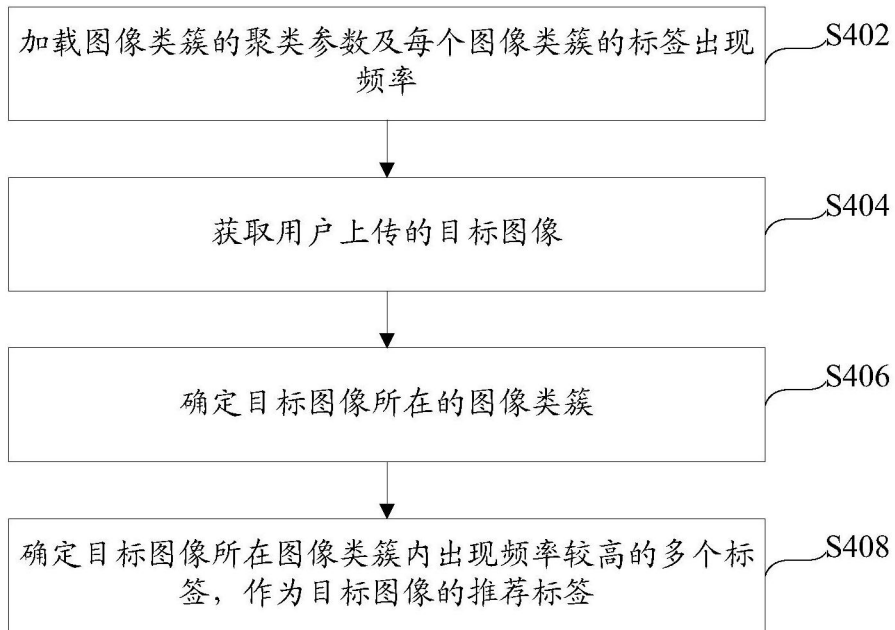 加载图像类簇的聚类参数及每个图像类簇的标签出现
频率
S402
获取用户上传的目标图像
S404
确定目标图像所在的图像类簇
S406
确定目标图像所在图像类簇内出现频率较高的多个标
签，作为目标图像的推荐标签
S408